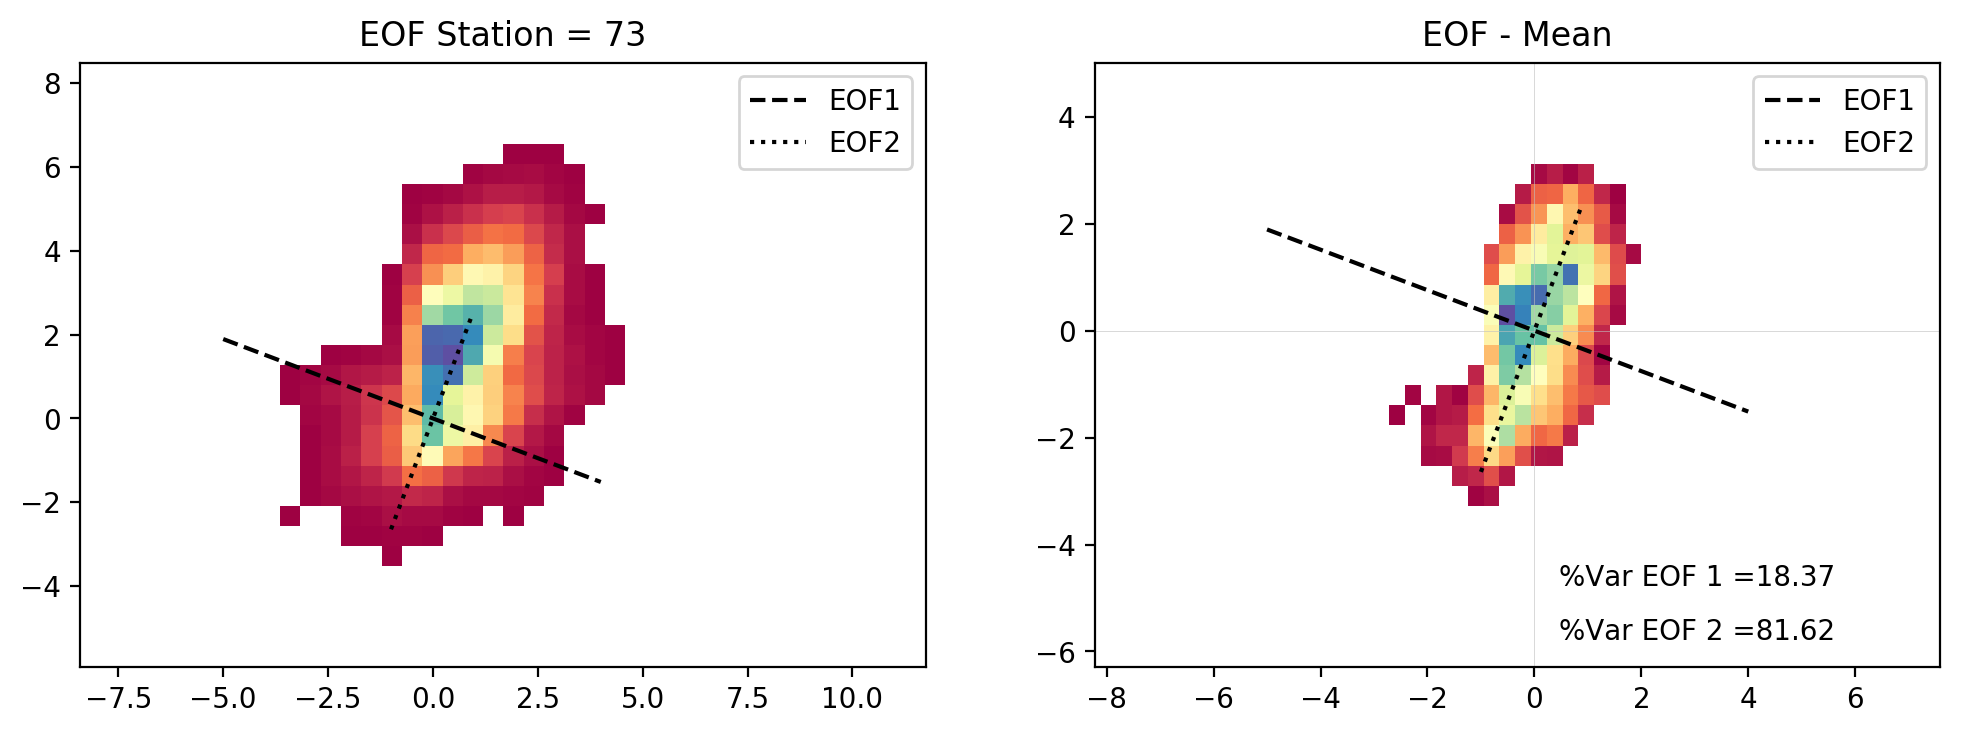 EOF Station = 73
8
6
4
2
0
−2
−4
−7.5 −5.0 −2.5 0.0 2.5 5.0 7.5 10.0
EOF1
EOF2
EOF - Mean
4
2
0
−2
−4
−6
−8 −6 −4 −2 0 2 4 6
EOF1
EOF2
%Var EOF 1 =18.37
%Var EOF 2 =81.62